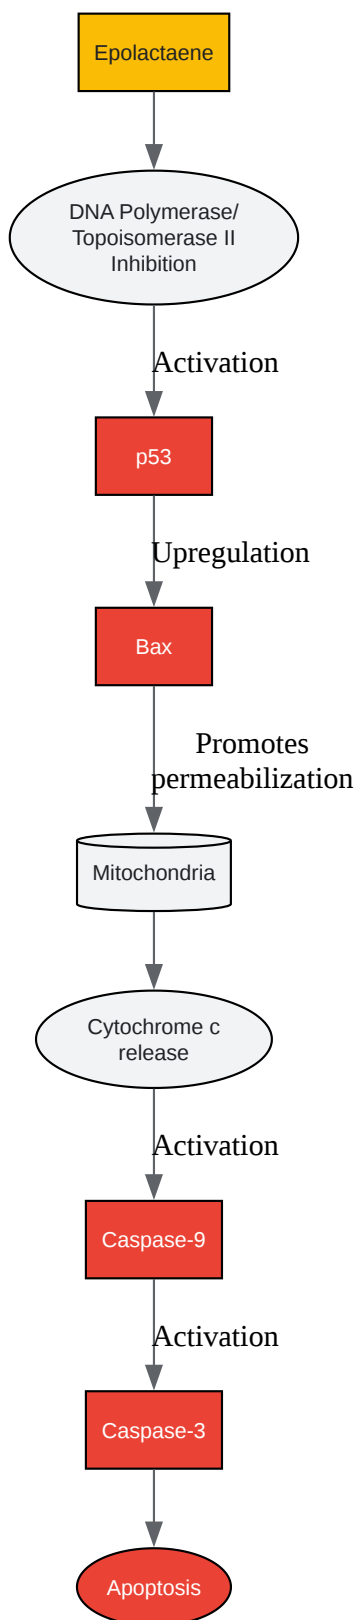 Epolactaene
DNA Polymerase/
Topoisomerase II
Inhibition
Activation
p53
Upregulation
Bax
Promotes
permeabilization
Mitochondria
Cytochrome c
release
Activation
Caspase-9
Activation
Caspase-3
Apoptosis